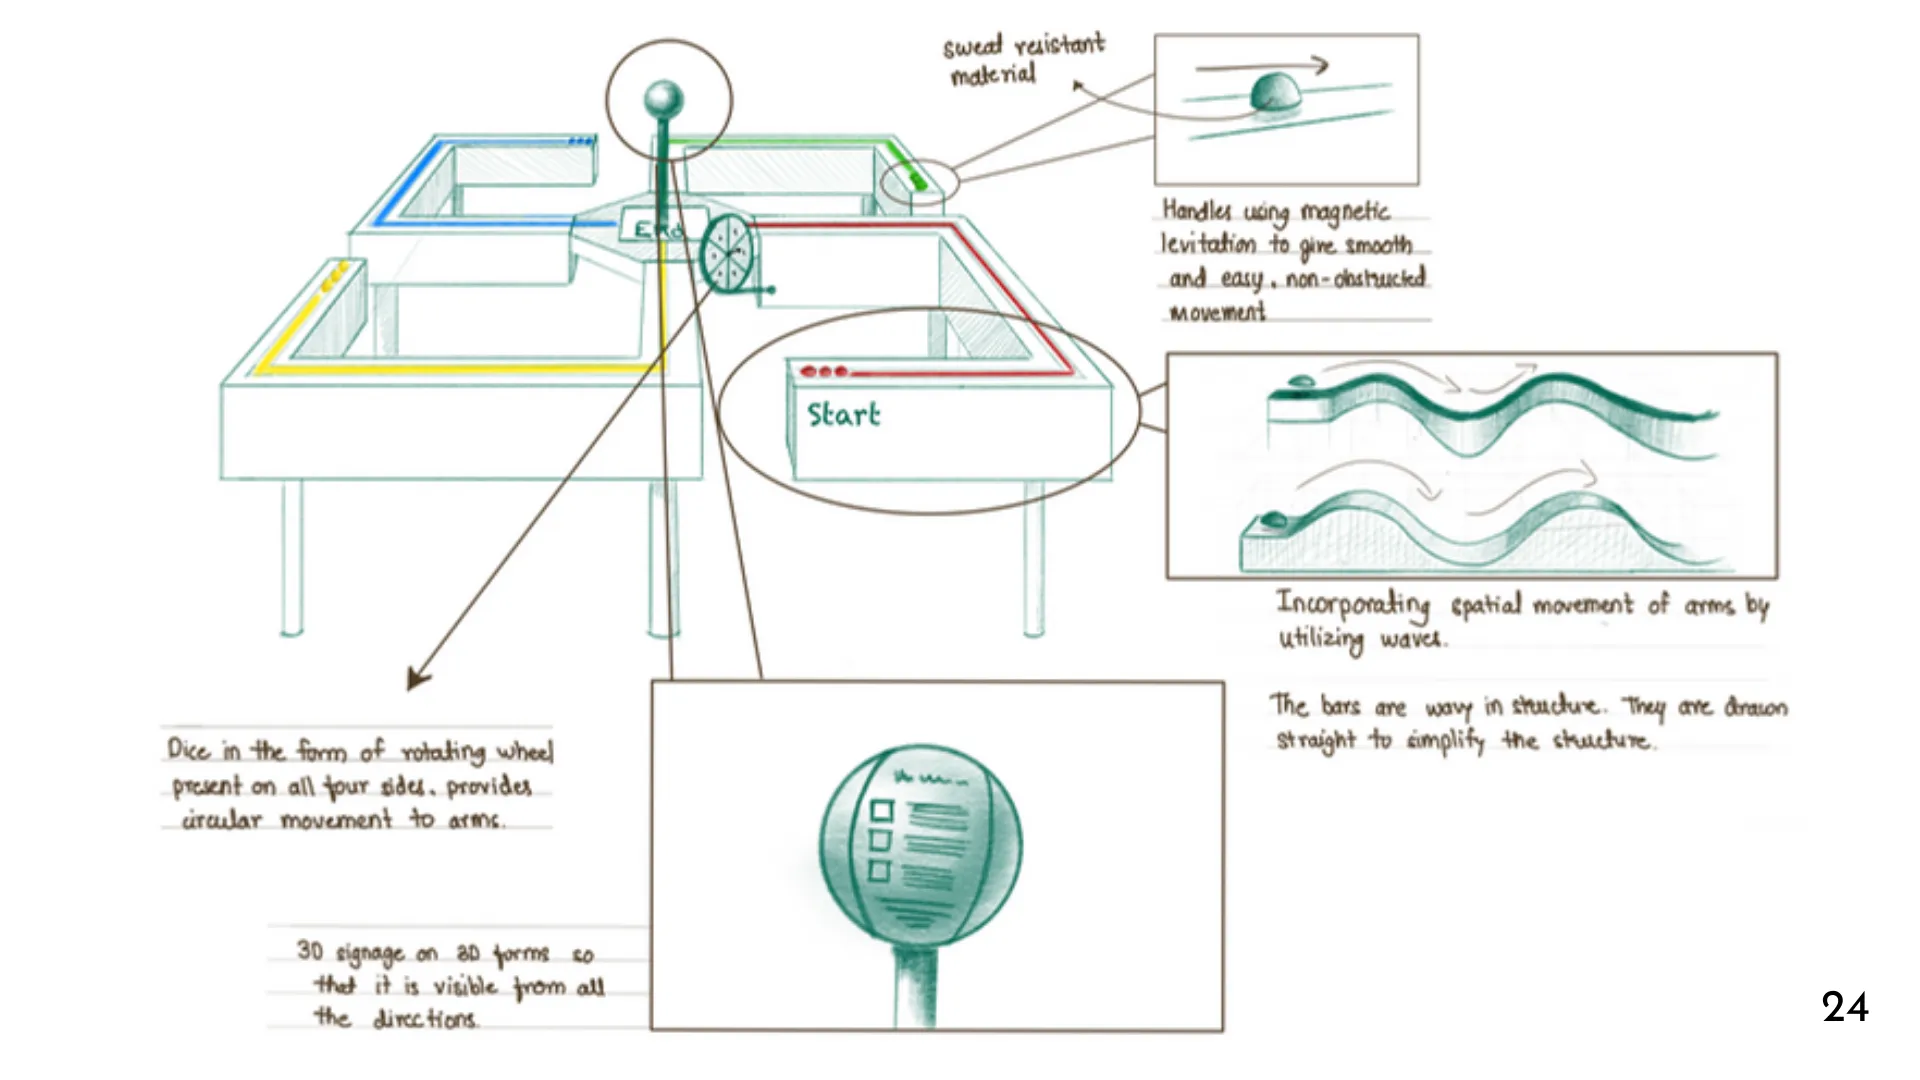 sweat resistant
material
Handles using magnetic
levitation to give smooth
and easy, non-obstructed
movement
End
Start
Incorporating spatial movement of arms by
utilizing waves.
The bars are wavy in structure. They are drawn
straight to simplify the structure.
Dice in the form of rotating wheel
present on all four sides, provides
circular movement to arms.
3D signage on 3D forms so
that it is visible from all
the directions.
24